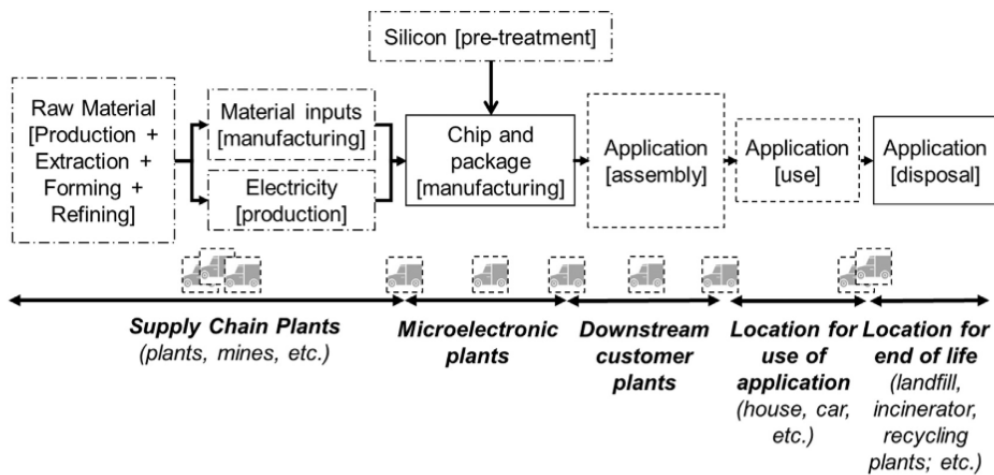 Silicon [pre-treatment]
Raw Material
[Production +
Extraction +
Forming +
Refining]
Material inputs
[manufacturing]
Electricity
[production]
Chip and
package
[manufacturing]
Application
[assembly]
Application
[use]
Application
[disposal]
Supply Chain Plants
(plants, mines, etc.)
Microelectronic
plants
Downstream
customer
plants
Location for
use of
application
(house, car,
etc.)
Location for
end of life
(landfill,
incinerator,
recycling
plants; etc.)